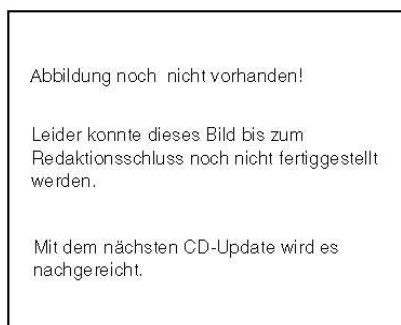 Abbildung noch nicht vorhanden!
Leider konnte dieses Bild bis zum
Redaktionsschluss noch nicht fertiggestellt
werden.
Mit dem nächsten CD-Update wird es
nachgereicht.